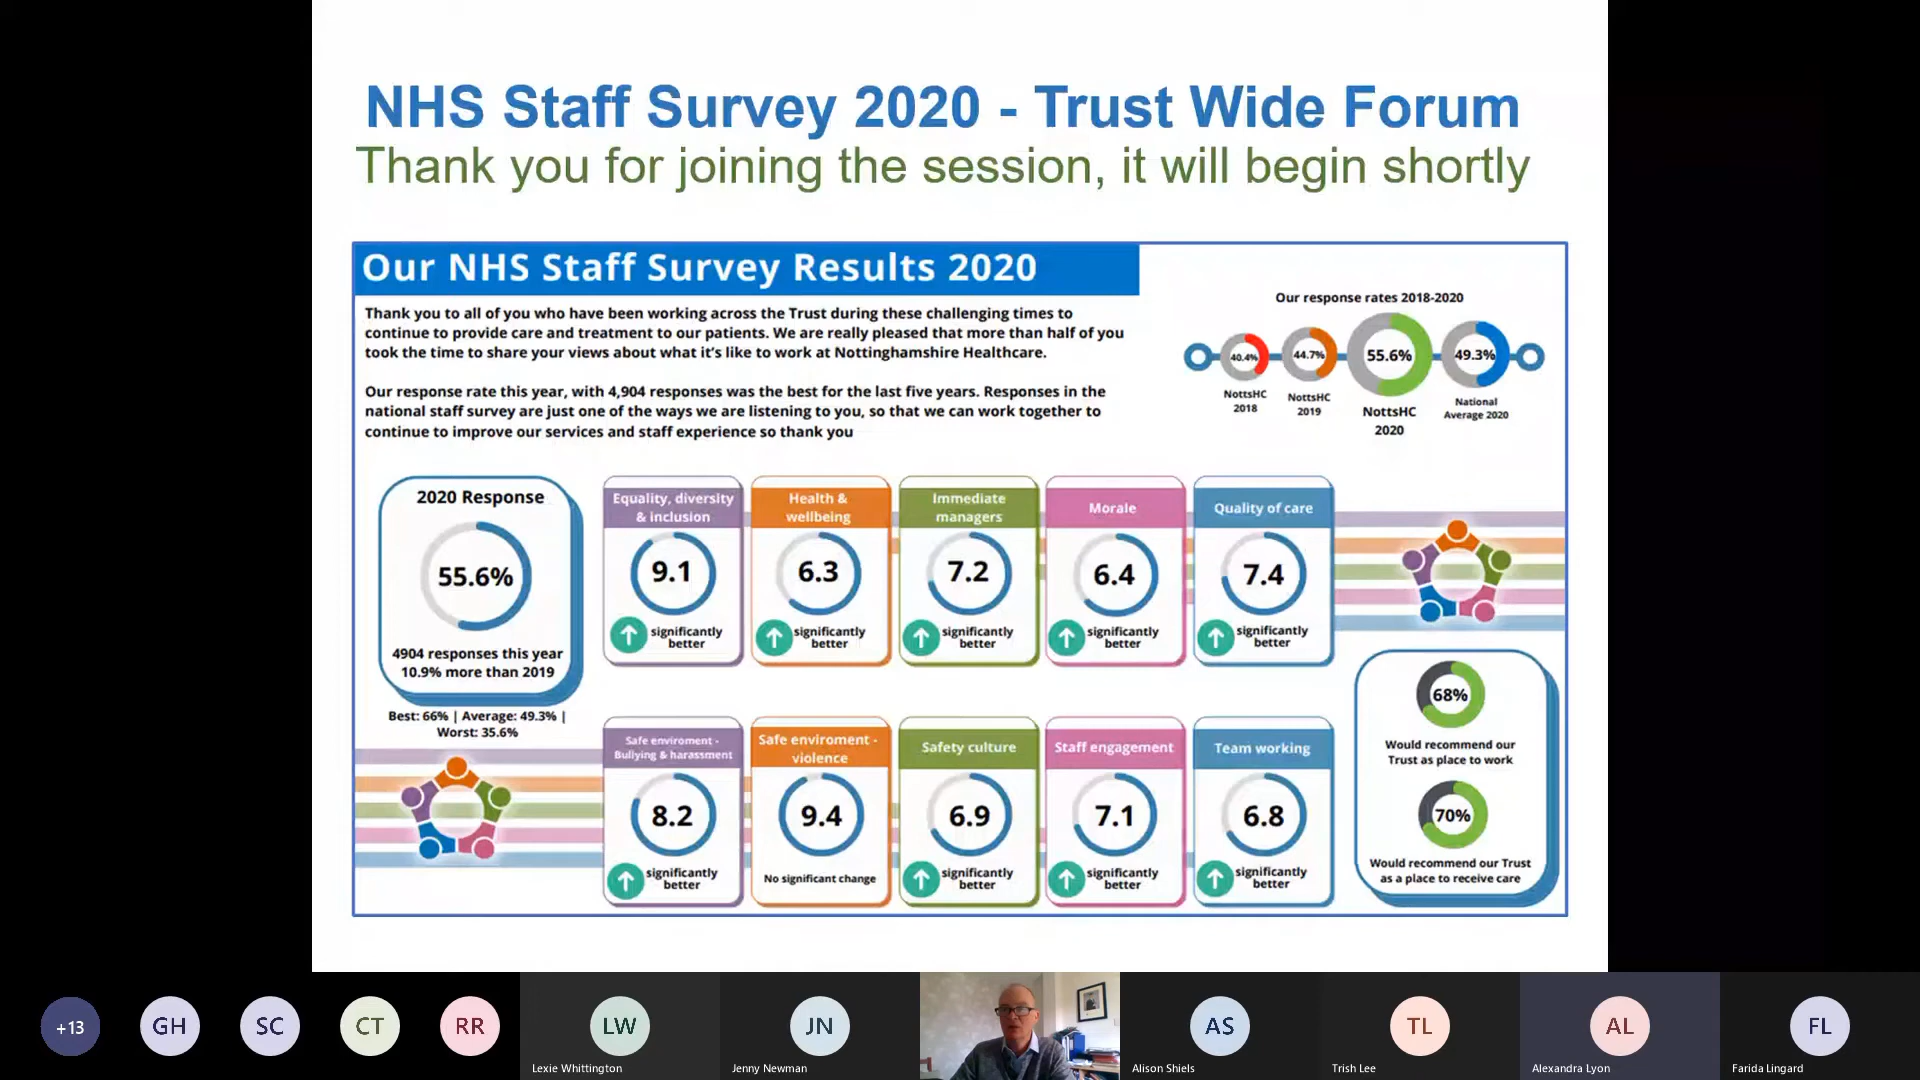 NHS Staff Survey 2020 - Trust Wide Forum
Thank you for joining the session, it will begin shortly
Our NHS Staff Survey Results 2020
Thank you to all of you who have been working across the Trust during these challenging times to
continue to provide care and treatment to our patients. We are really pleased that more than half of you
took the time to share your views about what it's like to work at Nottinghamshire Healthcare.
Our response rate this year, with 4,904 responses was the best for the last five years. Responses in the
national staff survey are just one of the ways we are listening to you, so that we can work together to
continue to improve our services and staff experience so thank you
Our response rates 2018-2020
40.4%
44.7%
55.6%
49.3%
NottsHC
2018
NottsHC
2019
NottsHC
2020
National
Average 2020
2020 Response
55.6%
4904 responses this year
10.9% more than 2019
Best: 66% | Average: 49.3% |
Worst: 35.6%
Equality, diversity
& inclusion
9.1
significantly
better
Health &
wellbeing
6.3
significantly
better
Immediate
managers
7.2
significantly
better
Morale
6.4
significantly
better
Quality of care
7.4
significantly
better
Safe enviroment -
Bullying & harassment
8.2
significantly
better
Safe enviroment -
violence
9.4
No significant change
Safety culture
6.9
significantly
better
Staff engagement
7.1
significantly
better
Team working
6.8
significantly
better
68%
Would recommend our
Trust as place to work
70%
Would recommend our Trust
as a place to receive care
+13
GH
SC
CT
RR
LW
Lexie Whittington
JN
Jenny Newman
AS
Alison Shiels
TL
Trish Lee
AL
Alexandra Lyon
FL
Farida Lingard